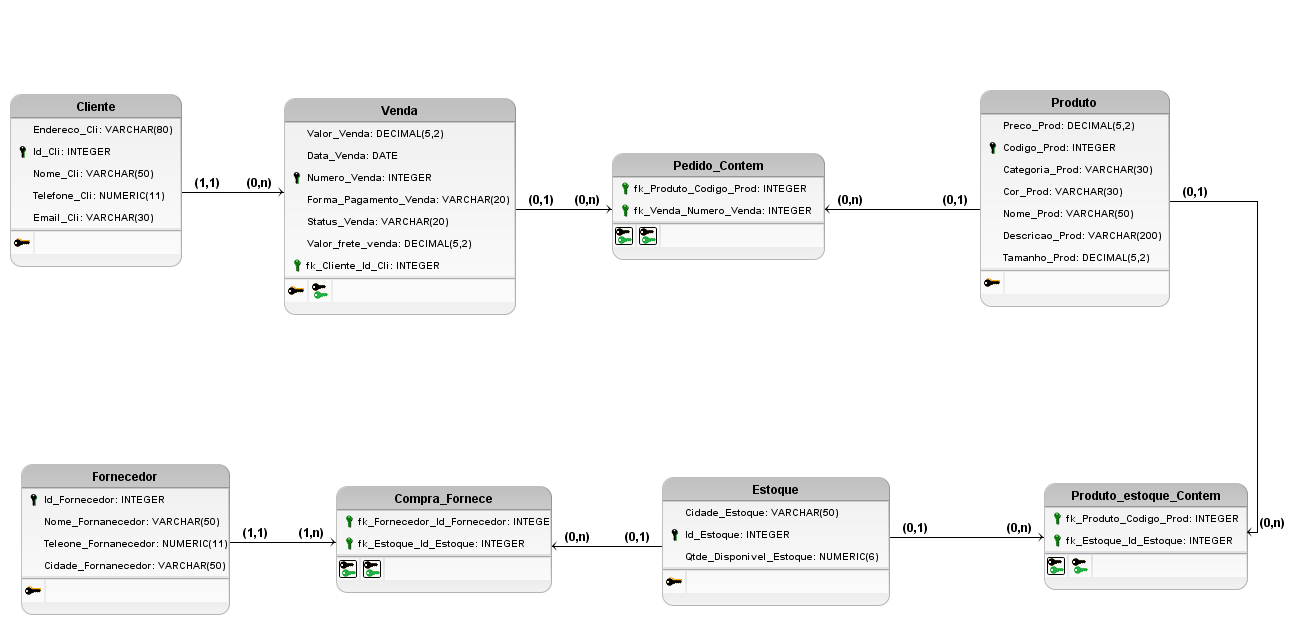 Cliente
Endereco_Cli: VARCHAR(80)
Id_Cli: INTEGER
Nome_Cli: VARCHAR(50)
Telefone_Cli: NUMERIC(11)
Email_Cli: VARCHAR(30)
(1,1)
(0,n)
Venda
Valor_Venda: DECIMAL(5,2)
Data_Venda: DATE
Numero_Venda: INTEGER
Forma_Pagamento_Venda: VARCHAR(20)
Status_Venda: VARCHAR(20)
Valor_frete_venda: DECIMAL(5,2)
fk_Cliente_Id_Cli: INTEGER
(0,1)
(0,n)
Pedido_Contem
fk_Produto_Codigo_Prod: INTEGER
fk_Venda_Numero_Venda: INTEGER
(0,n)
(0,1)
Produto
Preco_Prod: DECIMAL(5,2)
Codigo_Prod: INTEGER
Categoria_Prod: VARCHAR(30)
Cor_Prod: VARCHAR(30)
Nome_Prod: VARCHAR(50)
Descricao_Prod: VARCHAR(200)
Tamanho_Prod: DECIMAL(5,2)
(0,1)
Fornecedor
Id_Fornecedor: INTEGER
Nome_Fornanecedor: VARCHAR(50)
Teleone_Fornanecedor: NUMERIC(11)
Cidade_Fornanecedor: VARCHAR(50)
(1,1)
(1,n)
Compra_Fornece
fk_Fornecedor_Id_Fornecedor: INTEGE
fk_Estoque_Id_Estoque: INTEGER
(0,n)
(0,1)
Estoque
Cidade_Estoque: VARCHAR(50)
Id_Estoque: INTEGER
Qtde_Disponivel_Estoque: NUMERIC(6)
(0,1)
(0,n)
Produto_estoque_Contem
fk_Produto_Codigo_Prod: INTEGER
fk_Estoque_Id_Estoque: INTEGER
(0,n)